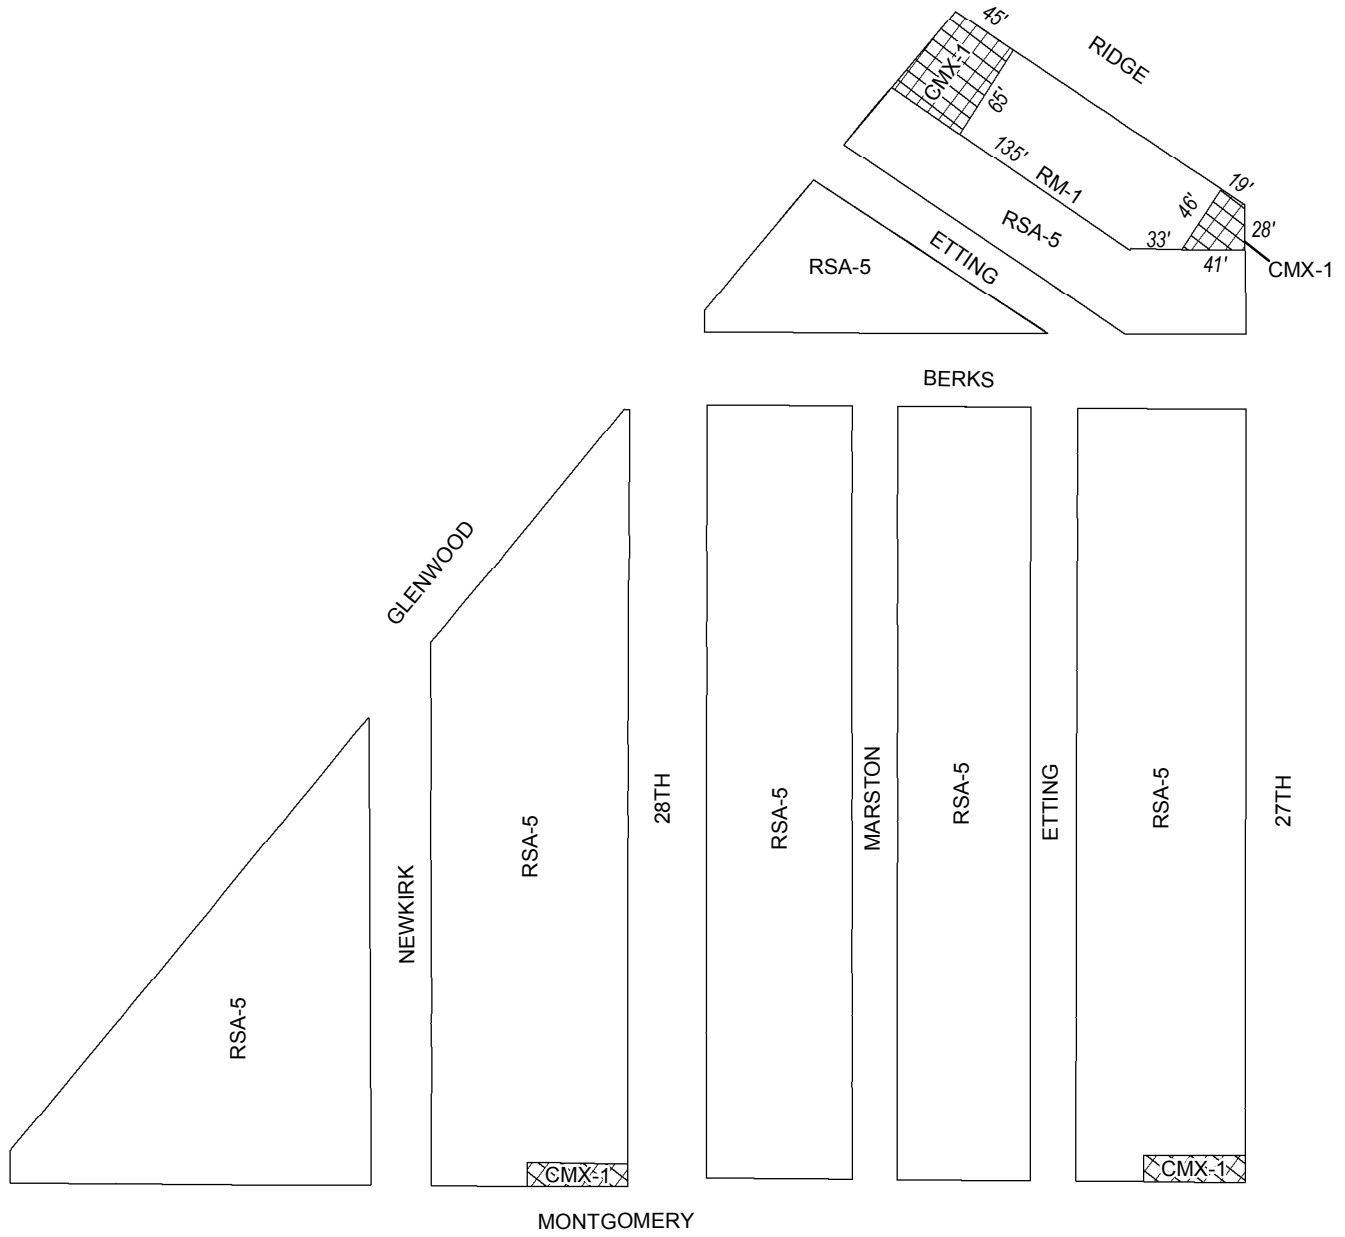 45'
RIDGE
CMX-1
65'
135'
RM-1
19'
46'
28'
33'
41'
CMX-1
RSA-5
ETTING
RSA-5
BERKS
GLENWOOD
28TH
MARSTON
RSA-5
ETTING
RSA-5
27TH
RSA-5
RSA-5
NEWKIRK
RSA-5
CMX-1
CMX-1
MONTGOMERY